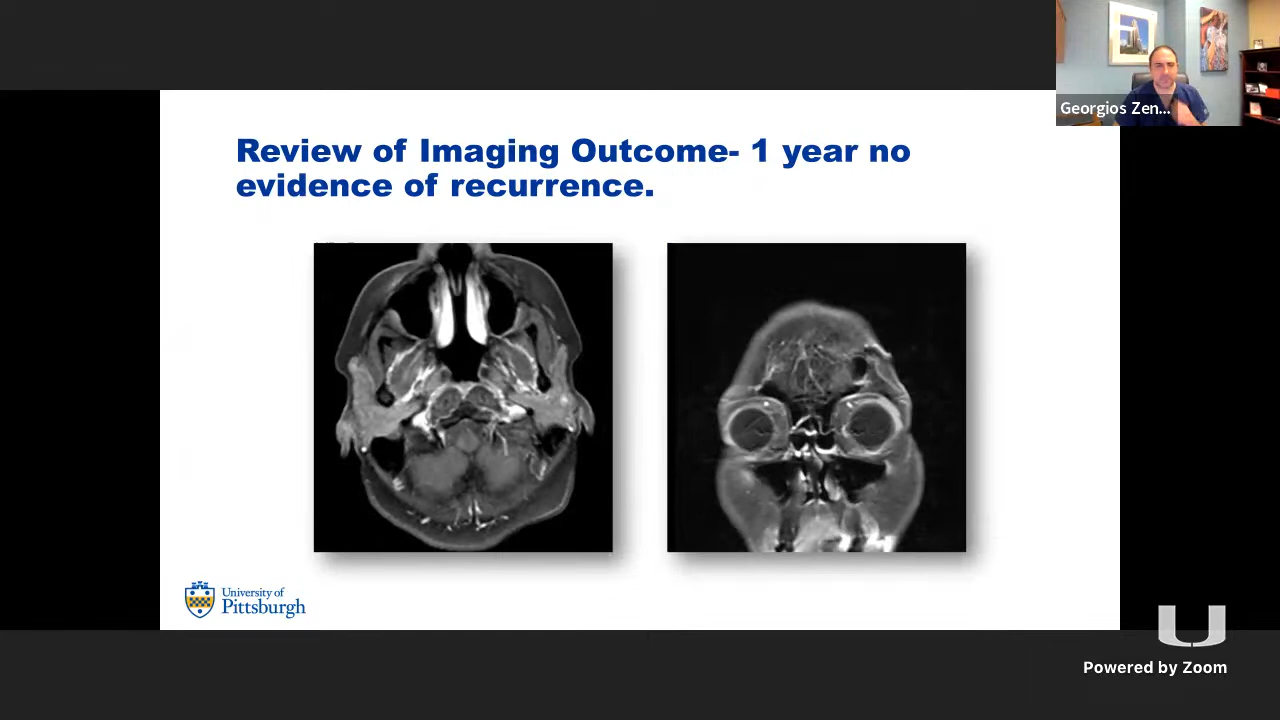 Georgios Zen...
Review of Imaging Outcome- 1 year no
evidence of recurrence.
University of
Pittsburgh
U
Powered by Zoom